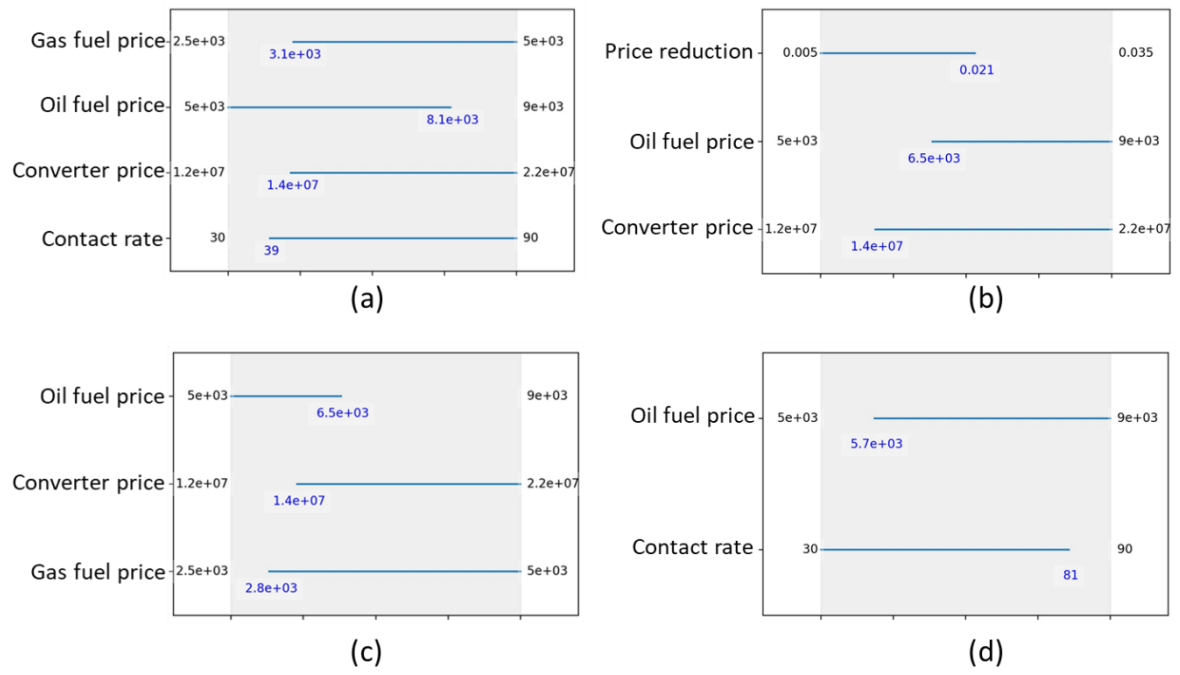 Gas fuel price 2.5e+03 3.1e+03 5e+03
Oil fuel price 5e+03 8.1e+03 9e+03
Converter price 1.2e+07 1.4e+07 2.2e+07
Contact rate 30 39 90
(a)
Price reduction 0.005 0.021 0.035
Oil fuel price 5e+03 6.5e+03 9e+03
Converter price 1.2e+07 1.4e+07 2.2e+07
(b)
Oil fuel price 5e+03 6.5e+03 9e+03
Converter price 1.2e+07 1.4e+07 2.2e+07
Gas fuel price 2.5e+03 2.8e+03 5e+03
(c)
Oil fuel price 5e+03 5.7e+03 9e+03
Contact rate 30 81 90
(d)